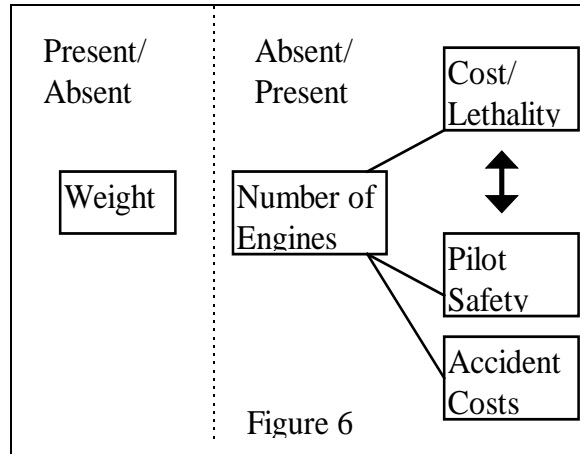 Present/
Absent
Absent/
Present
Cost/
Lethality
Weight
Number of
Engines
Pilot
Safety
Accident
Costs
Figure 6